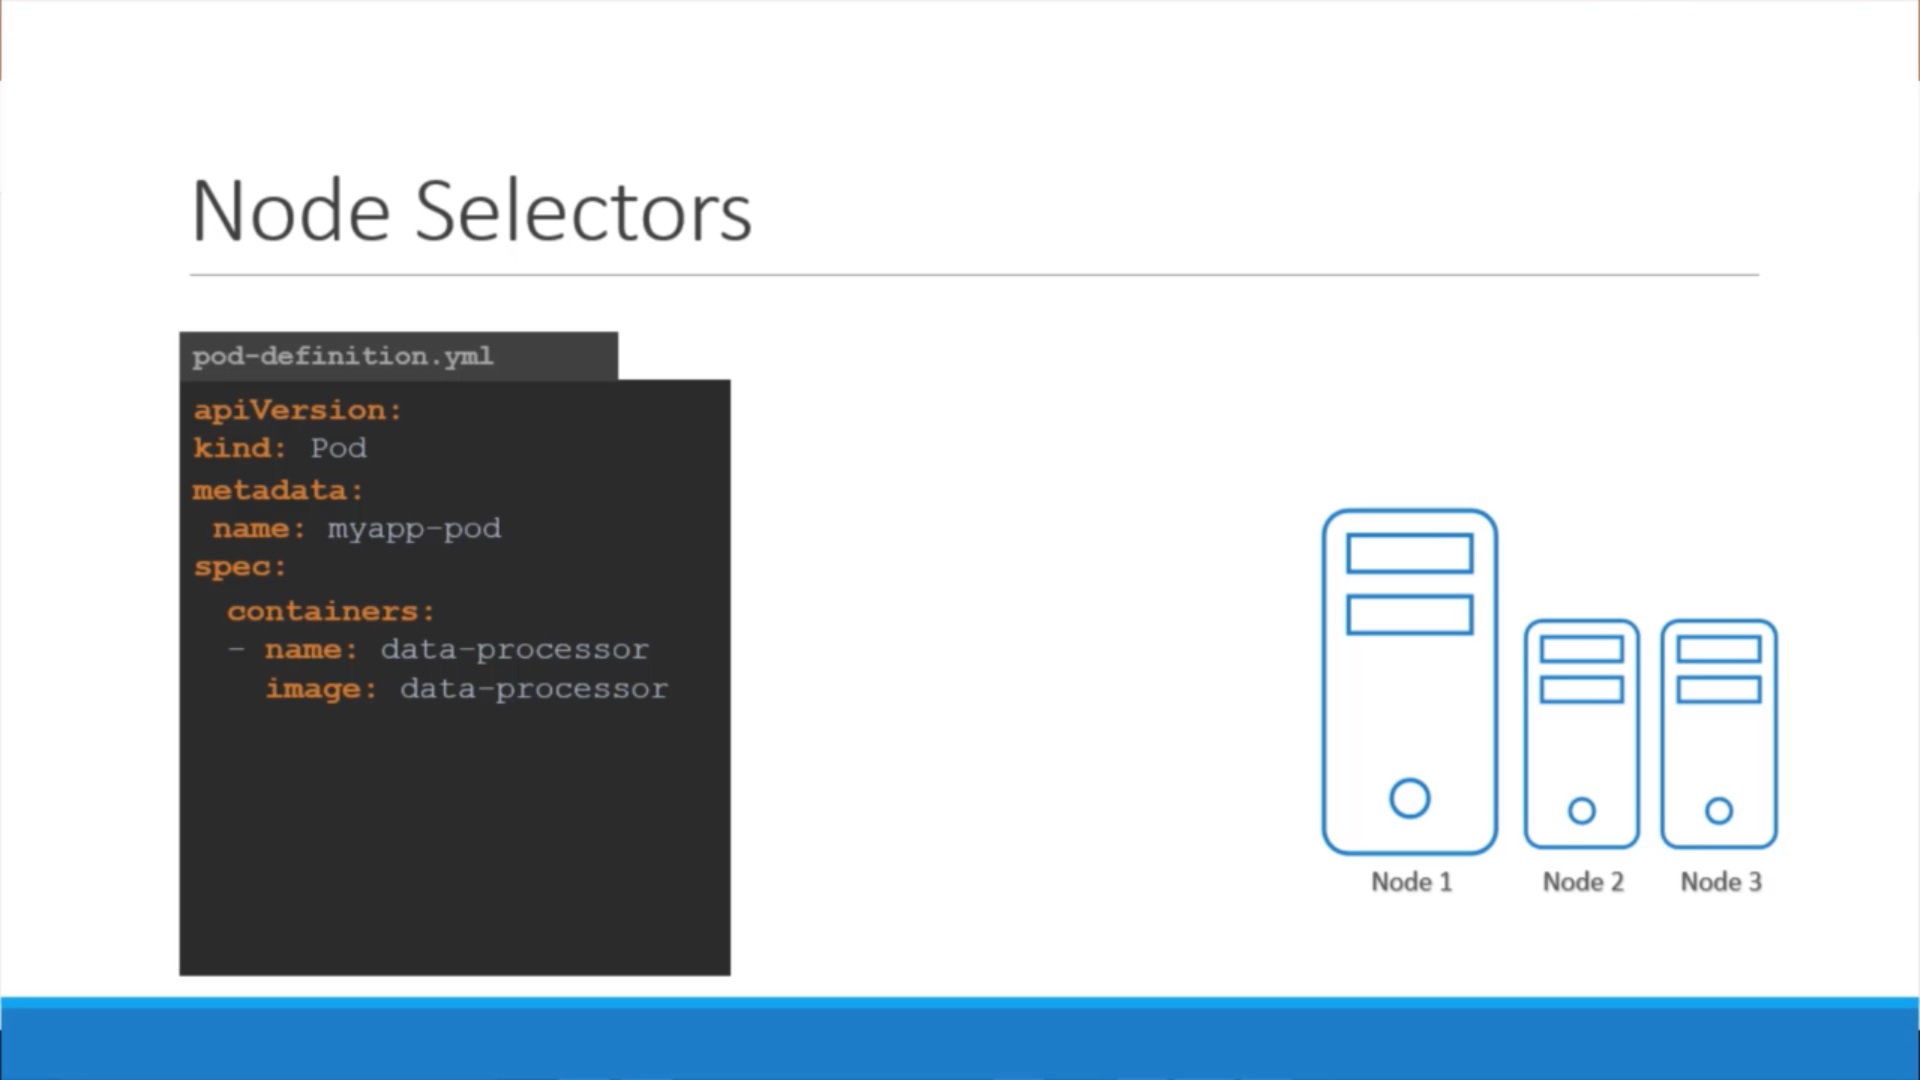 Node Selectors
pod-definition.yml
apiVersion:
kind: Pod
metadata:
 name: myapp-pod
spec:
  containers:
  - name: data-processor
    image: data-processor
Node 1
Node 2
Node 3